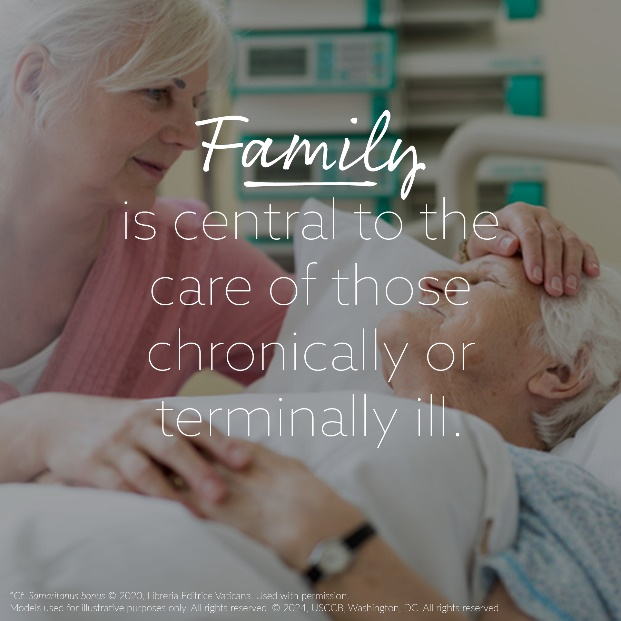 Family
is central to the
care of those
chronically or
terminally ill.
*Cf. Samaritanus bonus © 2020, Libreria Editrice Vaticana. Used with permission.
Models used for illustrative purposes only. All rights reserved. © 2024, USCCB, Washington, DC. All rights reserved.